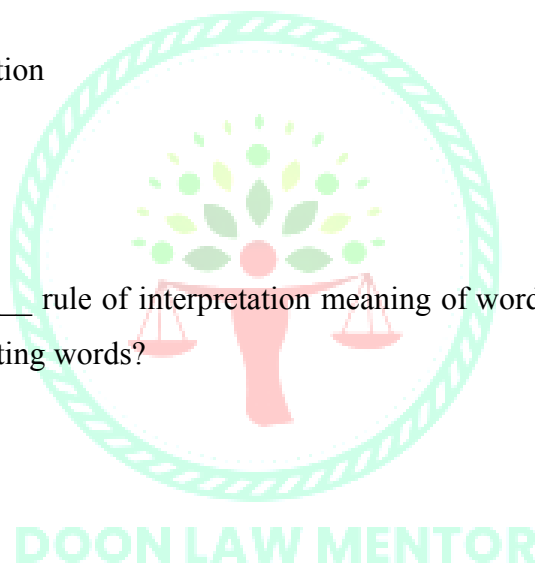 tion
__ rule of interpretation meaning of word
ting words?
DOON LAW MENTOR